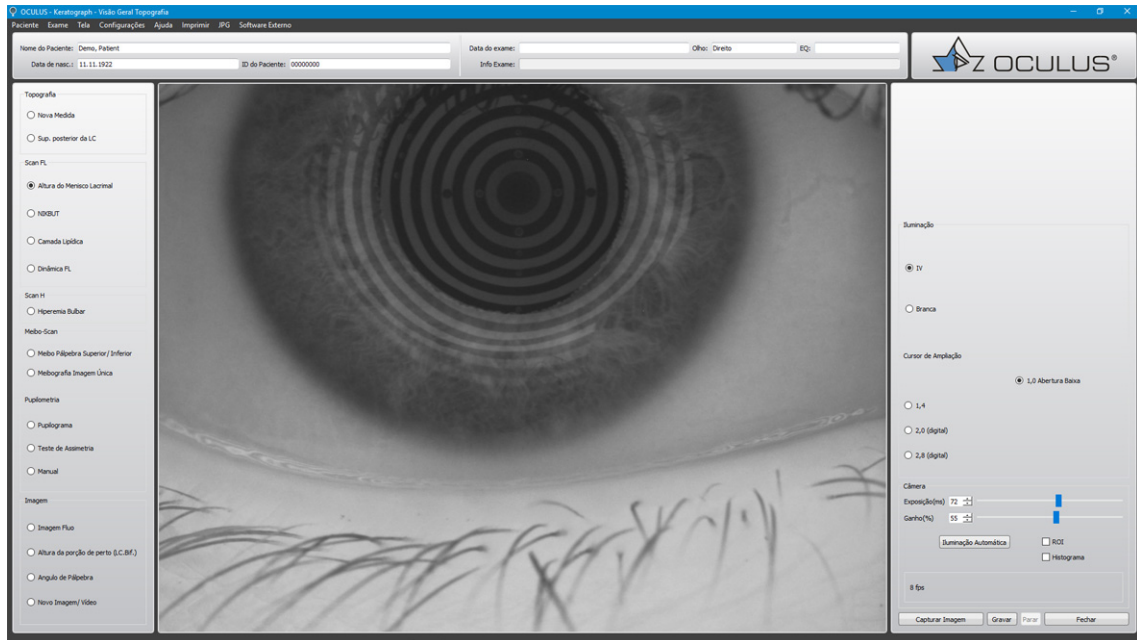 OCULUS - Keratograph - Visão Geral Topografia
Paciente Exame Tela Configurações Ajuda Imprimir JPG Software Externo
Nome do Paciente: Demo, Patient
Data do exame:
Olho: Direito
EQ:
Data de nasc.: 11.11.1922
ID do Paciente: 00000000
Info Exame:
OCULUS®
Topografia
Nova Medida
Sup. posterior da LC
Scan FL
Altura do Menisco Lacrimal
NIKBUT
Camada Lipídica
Dinâmica FL
Scan H
Hiperemia Bulbar
Meibo-Scan
Meibo Pálpebra Superior/ Inferior
Meibografia Imagem Única
Pupilometria
Pupilograma
Teste de Assimetria
Manual
Imagem
Imagem Fluo
Altura da porção de perto (LC.Bif.)
Angulo de Pálpebra
Novo Imagem/ Vídeo
Iluminação
IV
Branca
Cursor de Ampliação
1,0 Abertura Baixa
1,4
2,0 (digital)
2,8 (digital)
Câmera
Exposição(ms) 72
Ganho(%) 55
Iluminação Automática
ROI
Histograma
8 fps
Capturar Imagem Gravar Parar Fechar